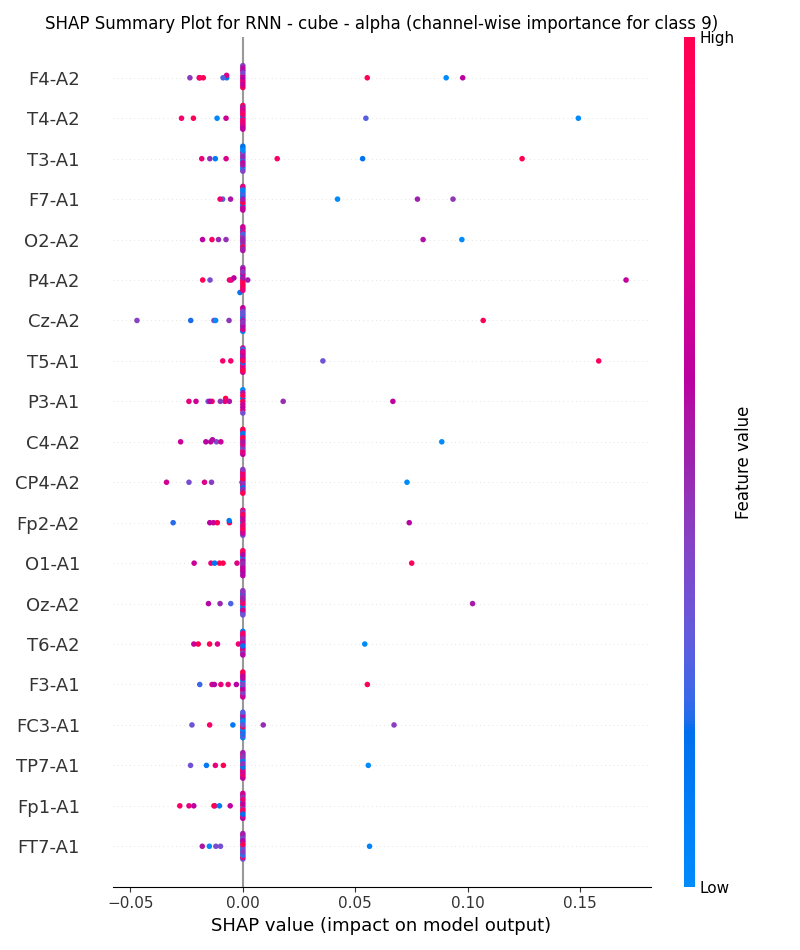 SHAP Summary Plot for RNN - cube - alpha (channel-wise importance for class 9)
High
F4-A2
T4-A2
T3-A1
F7-A1
O2-A2
P4-A2
Cz-A2
T5-A1
P3-A1
C4-A2
CP4-A2
Fp2-A2
O1-A1
Oz-A2
T6-A2
F3-A1
FC3-A1
TP7-A1
Fp1-A1
FT7-A1
Feature value
Low
−0.05 0.00 0.05 0.10 0.15
SHAP value (impact on model output)